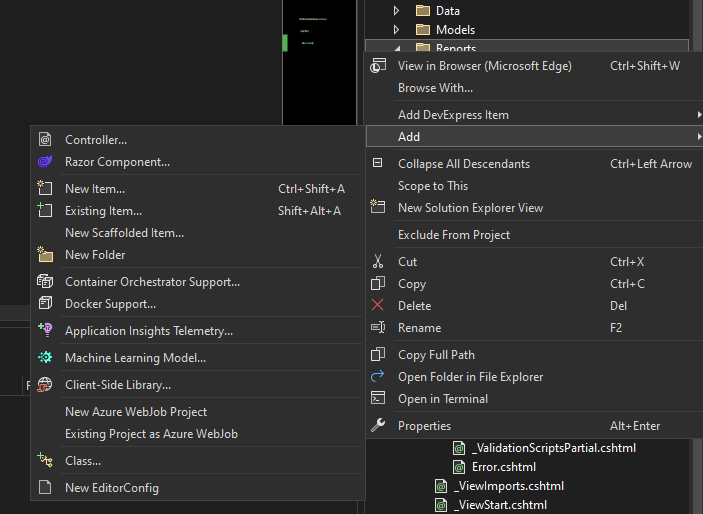 Data
Models
Reports
View in Browser (Microsoft Edge) Ctrl+Shift+W
Browse With...
Add DevExpress Item
Add
Collapse All Descendants Ctrl+Left Arrow
Scope to This
New Solution Explorer View
Exclude From Project
Cut Ctrl+X
Copy Ctrl+C
Delete Del
Rename F2
Copy Full Path
Open Folder in File Explorer
Open in Terminal
Properties Alt+Enter
Controller...
Razor Component...
New Item... Ctrl+Shift+A
Existing Item... Shift+Alt+A
New Scaffolded Item...
New Folder
Container Orchestrator Support...
Docker Support...
Application Insights Telemetry...
Machine Learning Model...
Client-Side Library...
New Azure WebJob Project
Existing Project as Azure WebJob
Class...
New EditorConfig
_ValidationScriptsPartial.cshtml
Error.cshtml
_ViewImports.cshtml
_ViewStart.cshtml